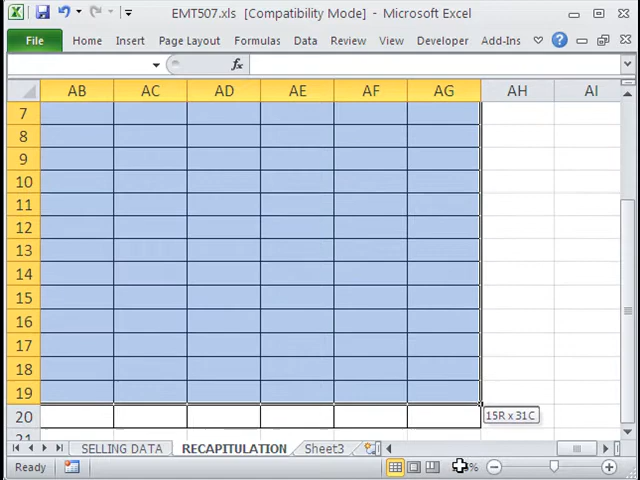 EMT507.xls [Compatibility Mode] - Microsoft Excel
File Home Insert Page Layout Formulas Data Review View Developer Add-Ins
fx
AB AC AD AE AF AG AH AI
7
8
9
10
11
12
13
14
15
16
17
18
19
20
15R x 31C
21
SELLING DATA RECAPITULATION Sheet3
Ready